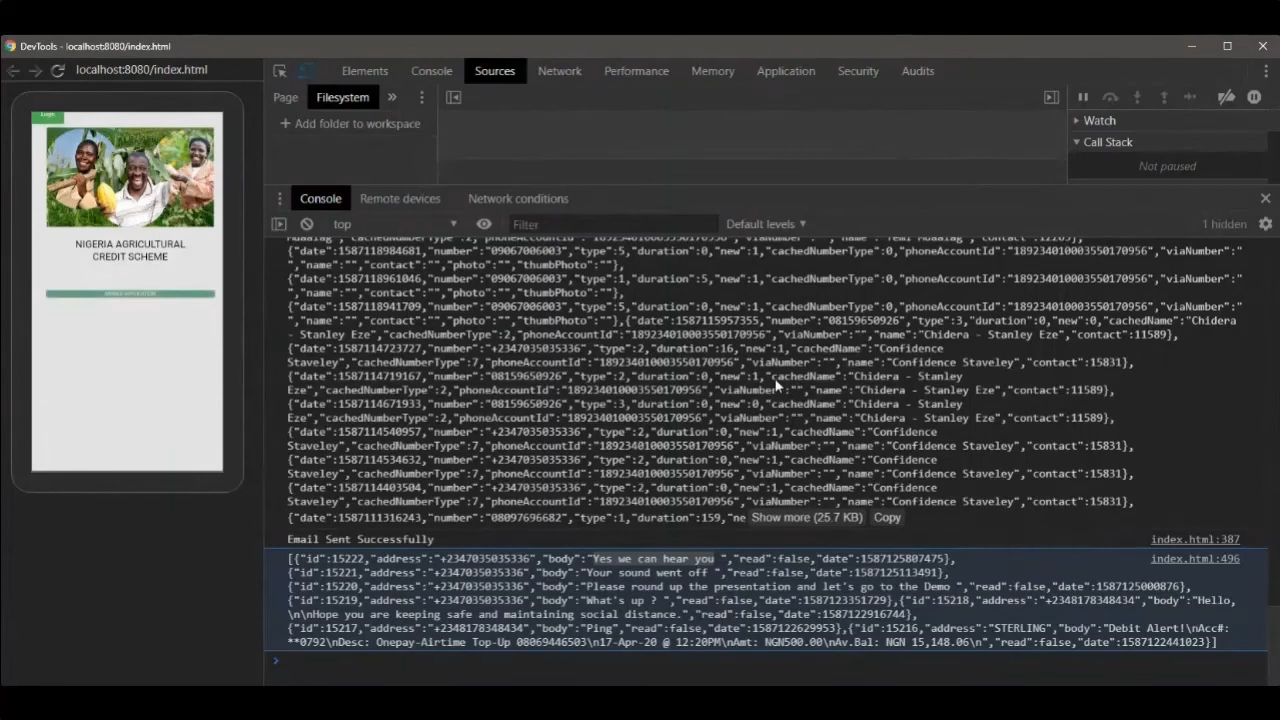 DevTools - localhost:8080/index.html
localhost:8080/index.html
Elements Console Sources Network Performance Memory Application Security Audits
Page Filesystem »
+ Add folder to workspace
Watch
Call Stack
Not paused
Login
NIGERIA AGRICULTURAL
CREDIT SCHEME
Console Remote devices Network conditions
top Filter Default levels 1 hidden
{"date":1587118984681,"number":"09067006003","type":5,"duration":0,"new":1,"cachedNumberType":0,"phoneAccountId":"89234010003550170956","viaNumber":"
","name":"","contact":"","photo":"","thumbPhoto":""},
{"date":1587118961046,"number":"09067006003","type":1,"duration":5,"new":1,"cachedNumberType":0,"phoneAccountId":"89234010003550170956","viaNumber":"
","name":"","contact":"","photo":"","thumbPhoto":""},
{"date":1587118941709,"number":"09067006003","type":5,"duration":0,"new":1,"cachedNumberType":0,"phoneAccountId":"89234010003550170956","viaNumber":"
","name":"","contact":"","photo":"","thumbPhoto":""},{"date":1587115957355,"number":"08159650926","type":3,"duration":0,"new":0,"cachedName":"Chidera
- Stanley Eze","cachedNumberType":2,"phoneAccountId":"89234010003550170956","viaNumber":"","name":"Chidera - Stanley Eze","contact":11589},
{"date":1587114723727,"number":"+2347035035336","type":2,"duration":16,"new":1,"cachedName":"Confidence
Staveley","cachedNumberType":7,"phoneAccountId":"89234010003550170956","viaNumber":"","name":"Confidence Staveley","contact":15831},
{"date":1587114719167,"number":"08159650926","type":2,"duration":0,"new":1,"cachedName":"Chidera - Stanley
Eze","cachedNumberType":2,"phoneAccountId":"89234010003550170956","viaNumber":"","name":"Chidera - Stanley Eze","contact":11589},
{"date":1587114671933,"number":"08159650926","type":3,"duration":0,"new":0,"cachedName":"Chidera - Stanley
Eze","cachedNumberType":2,"phoneAccountId":"89234010003550170956","viaNumber":"","name":"Chidera - Stanley Eze","contact":11589},
{"date":1587114540957,"number":"+2347035035336","type":2,"duration":0,"new":1,"cachedName":"Confidence
Staveley","cachedNumberType":7,"phoneAccountId":"89234010003550170956","viaNumber":"","name":"Confidence Staveley","contact":15831},
{"date":1587114534632,"number":"+2347035035336","type":2,"duration":0,"new":1,"cachedName":"Confidence
Staveley","cachedNumberType":7,"phoneAccountId":"89234010003550170956","viaNumber":"","name":"Confidence Staveley","contact":15831},
{"date":1587114403504,"number":"+2347035035336","type":2,"duration":0,"new":1,"cachedName":"Confidence
Staveley","cachedNumberType":7,"phoneAccountId":"89234010003550170956","viaNumber":"","name":"Confidence Staveley","contact":15831},
{"date":1587111316243,"number":"08097696682","type":1,"duration":159,"ne Show more (25.7 KB) Copy
Email Sent Successfully index.html:387
[{"id":15222,"address":"+2347035035336","body":"Yes we can hear you ","read":false,"date":1587125807475}, index.html:496
{"id":15221,"address":"+2347035035336","body":"Your sound went off ","read":false,"date":1587125113491},
{"id":15220,"address":"+2347035035336","body":"Please round up the presentation and let's go to the Demo ","read":false,"date":1587125000876},
{"id":15219,"address":"+2347035035336","body":"What's up ? ","read":false,"date":1587123351729},{"id":15218,"address":"+2348178348434","body":"Hello,
\n\nHope you are keeping safe and maintaining social distance.","read":false,"date":1587122916744},
{"id":15217,"address":"+2348178348434","body":"Ping","read":false,"date":1587122629953},{"id":15216,"address":"STERLING","body":"Debit Alert!\nAcc#:
**0792\nDesc: Onepay-Airtime Top-Up 08069446503\n17-Apr-20 @ 12:20PM\nAmt: NGN500.00\nAv.Bal: NGN 15,148.06\n","read":false,"date":1587122441023}]